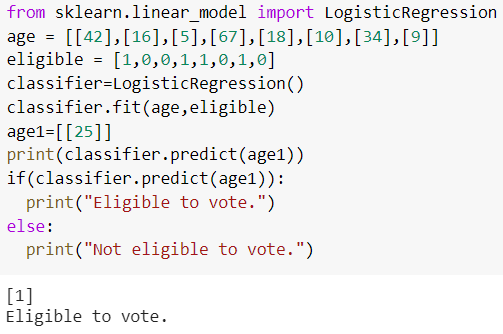 from sklearn.linear_model import LogisticRegression
age = [[42],[16],[5],[67],[18],[10],[34],[9]]
eligible = [1,0,0,1,1,0,1,0]
classifier=LogisticRegression()
classifier.fit(age,eligible)
age1=[[25]]
print(classifier.predict(age1))
if(classifier.predict(age1)):
  print("Eligible to vote.")
else:
  print("Not eligible to vote.")
[1]
Eligible to vote.